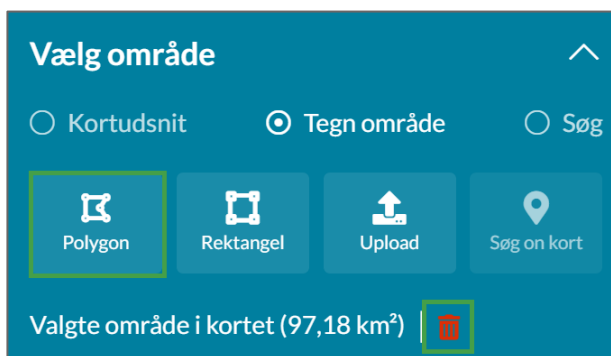 Vælg område
Kortudsnit Tegn område Søg
Polygon Rektangel Upload Søg on kort
Valgte område i kortet (97,18 km²)